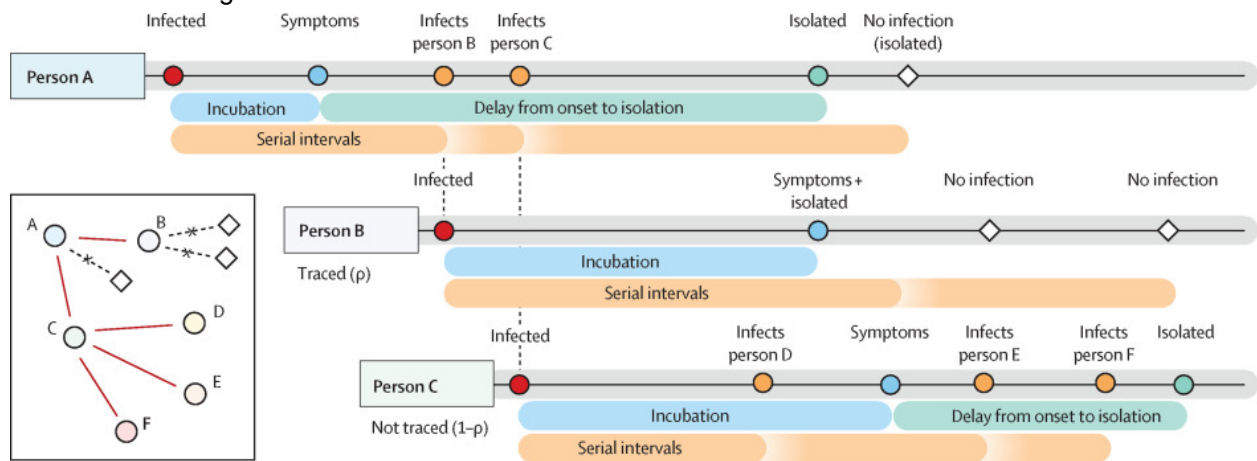 Infected
Symptoms
Infects
person B
Infects
person C
Isolated
No infection
(isolated)
Person A
Incubation
Delay from onset to isolation
Serial intervals
Infected
Symptoms +
isolated
No infection
No infection
Person B
Traced (ρ)
Incubation
Serial intervals
Infected
Infects
person D
Symptoms
Infects
person E
Infects
person F
Isolated
Person C
Not traced (1–ρ)
Incubation
Delay from onset to isolation
Serial intervals
A
B
C
D
E
F